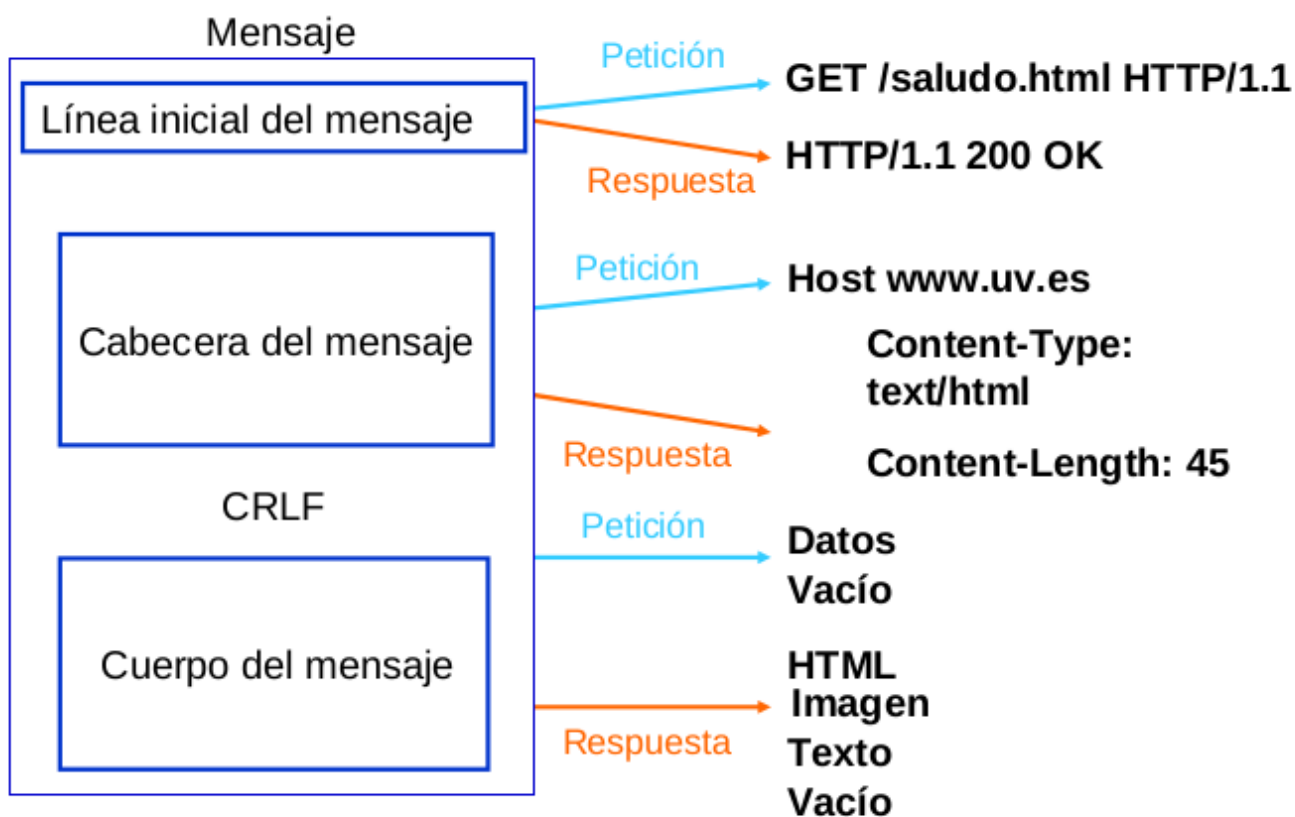 Mensaje
Línea inicial del mensaje
Petición
GET /saludo.html HTTP/1.1
Respuesta
HTTP/1.1 200 OK
Cabecera del mensaje
Petición
Host www.uv.es
Respuesta
Content-Type:
text/html
Content-Length: 45
CRLF
Cuerpo del mensaje
Petición
Datos
Vacío
Respuesta
HTML
Imagen
Texto
Vacío